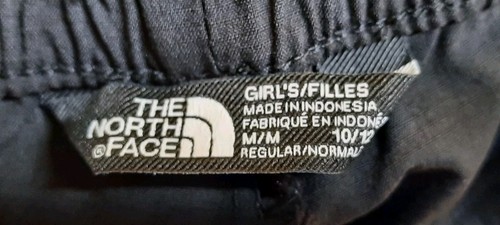 THE
NORTH
®FACE
GIRL'S/FILLES
MADE IN INDONESIA
FABRIQUÉ EN
M/M 10/12
REGULAR/